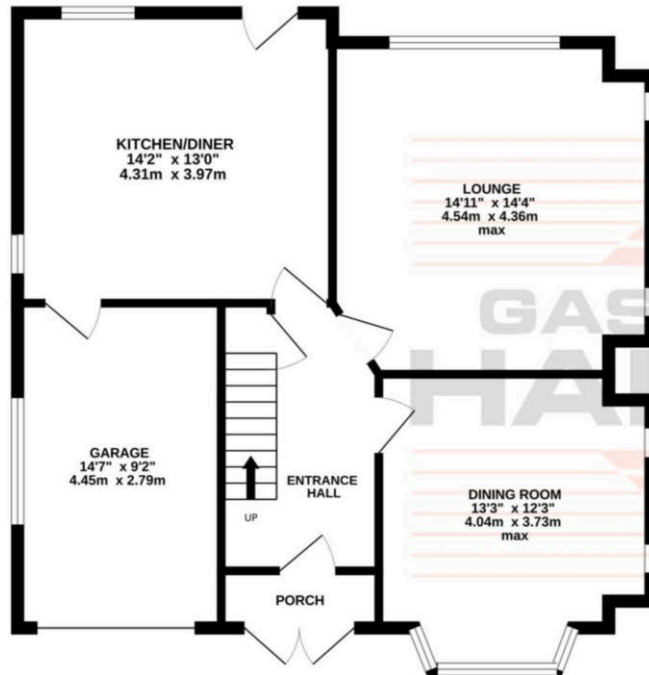 KITCHEN/DINER
14'2" x 13'0"
4.31m x 3.97m
LOUNGE
14'11" x 14'4"
4.54m x 4.36m
max
GARAGE
14'7" x 9'2"
4.45m x 2.79m
ENTRANCE
HALL
UP
DINING ROOM
13'3" x 12'3"
4.04m x 3.73m
max
PORCH